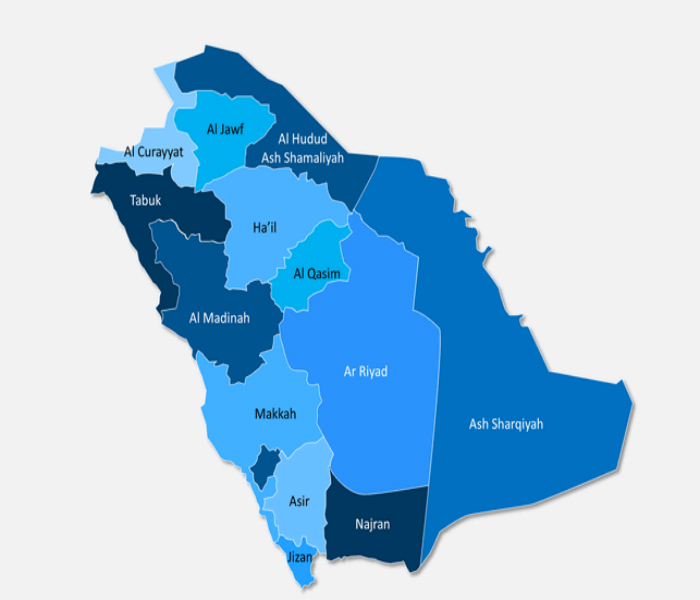 Al Jawf
Al Hudud
Ash Shamaliyah
Al Curayyat
Tabuk
Ha'il
Al Qasim
Al Madinah
Ar Riyad
Makkah
Ash Sharqiyah
Asir
Najran
Jizan